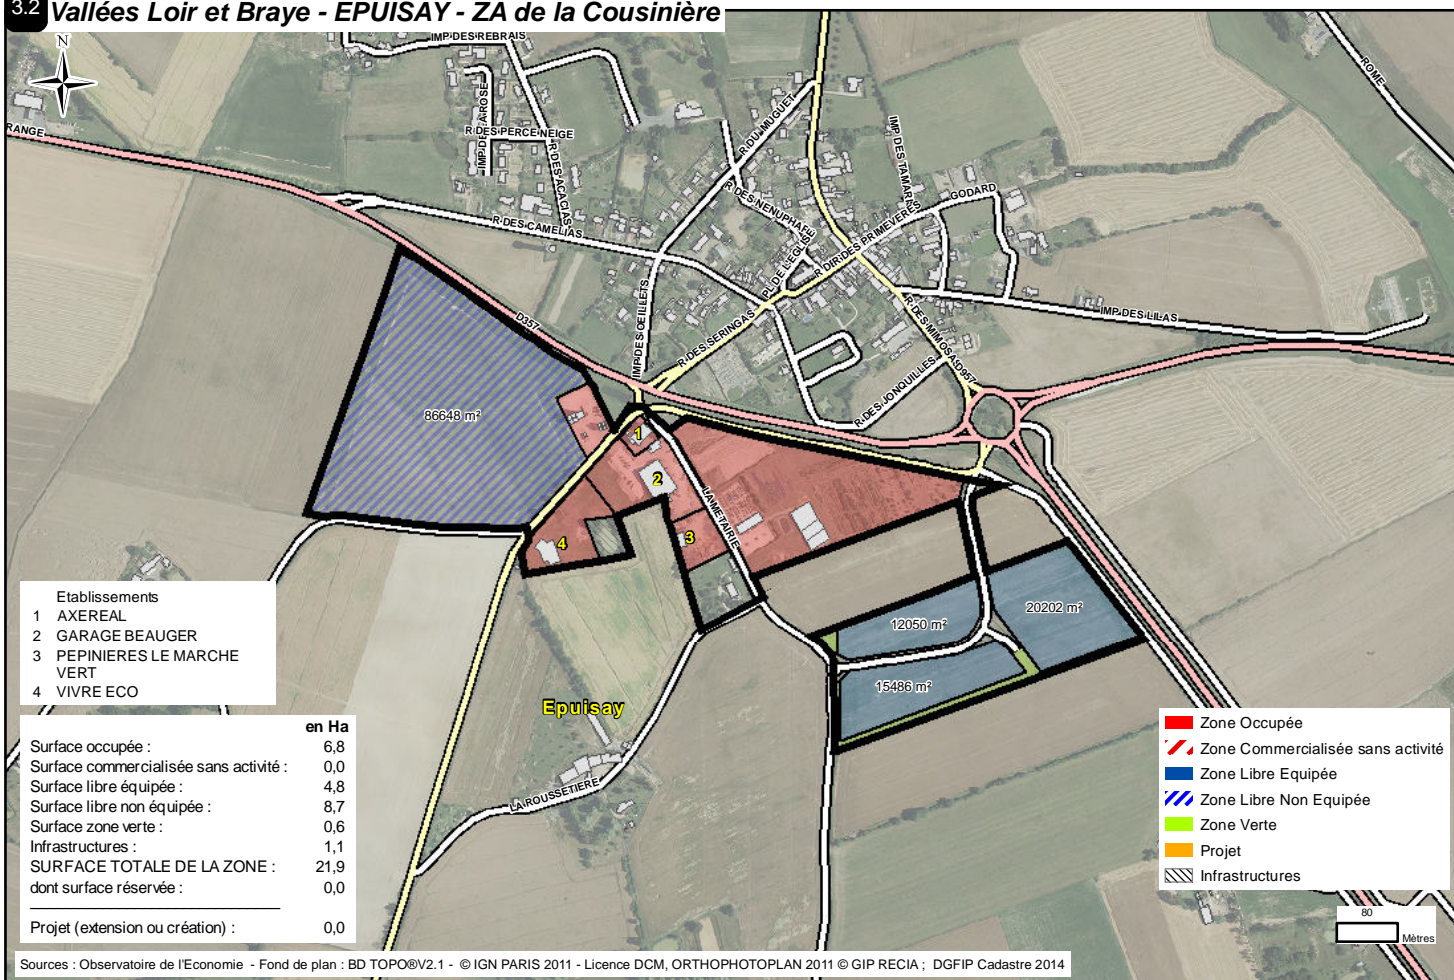 3.2 Vallées Loir et Braye - EPUISAY - ZA de la Cousinière
N
IMP DES REBRAIS
ROME
RANGE
IMP DE LA ROSE
R DES PERCE NEIGE
R DES ACACIAS
R DU MUGUET
IMP DES TAMARI
R DES NENUPHAR
GODARD
R DES CAMELIAS
PL DE L'EGLISE
R DIR DES PRIMEVERES
IMP DES OEILLETS
D357
R DES SERINGAS
R DES MIMOSAS
D957
IMP DES LILAS
R DES JONQUILLES
86648 m²
1
2
3
4
LA METAIRIE
12050 m²
20202 m²
15486 m²
Epuisay
LA ROUSSETIERE
Etablissements
1 AXEREAL
2 GARAGE BEAUGER
3 PEPINIERES LE MARCHE
VERT
4 VIVRE ECO
en Ha
Surface occupée : 6,8
Surface commercialisée sans activité : 0,0
Surface libre équipée : 4,8
Surface libre non équipée : 8,7
Surface zone verte : 0,6
Infrastructures : 1,1
SURFACE TOTALE DE LA ZONE : 21,9
dont surface réservée : 0,0
Projet (extension ou création) : 0,0
Zone Occupée
Zone Commercialisée sans activité
Zone Libre Equipée
Zone Libre Non Equipée
Zone Verte
Projet
Infrastructures
80
Mètres
Sources : Observatoire de l'Economie - Fond de plan : BD TOPO®V2.1 - © IGN PARIS 2011 - Licence DCM, ORTHOPHOTOPLAN 2011 © GIP RECIA ; DGFIP Cadastre 2014